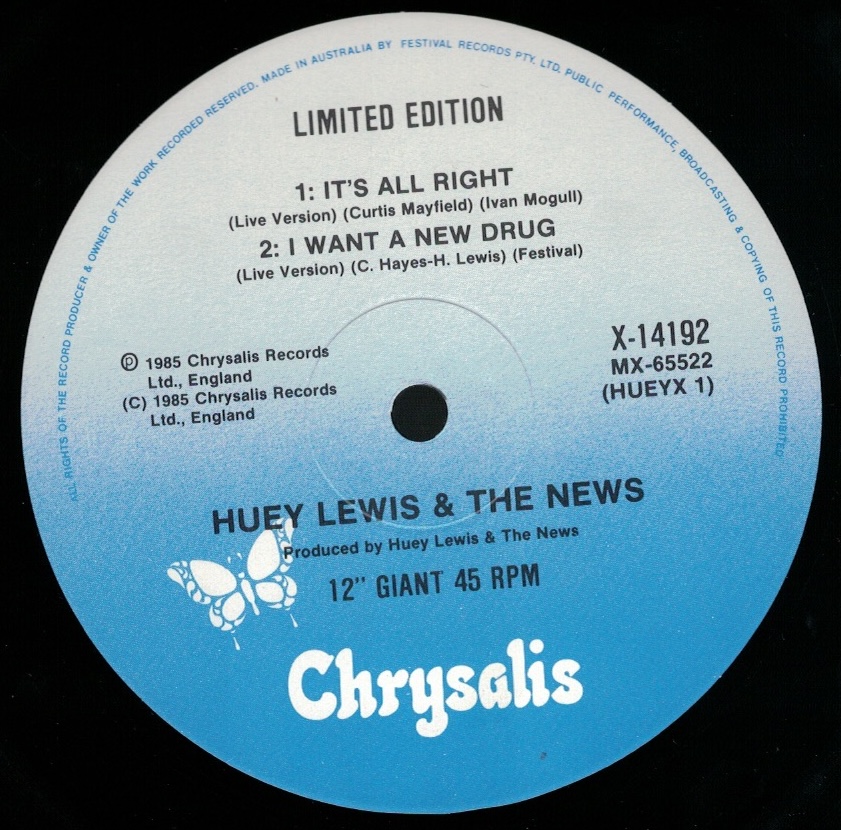 ALL RIGHTS OF THE RECORD PRODUCER & OWNER OF THE WORK RECORDED RESERVED. MADE IN AUSTRALIA BY FESTIVAL RECORDS PTY. LTD. PUBLIC PERFORMANCE, BROADCASTING & COPYING OF THIS RECORD PROHIBITED
LIMITED EDITION
1: IT'S ALL RIGHT
(Live Version) (Curtis Mayfield) (Ivan Mogull)
2: I WANT A NEW DRUG
(Live Version) (C. Hayes-H. Lewis) (Festival)
℗ 1985 Chrysalis Records
Ltd., England
(C) 1985 Chrysalis Records
Ltd., England
X-14192
MX-65522
(HUEYX 1)
HUEY LEWIS & THE NEWS
Produced by Huey Lewis & The News
12" GIANT 45 RPM
Chrysalis